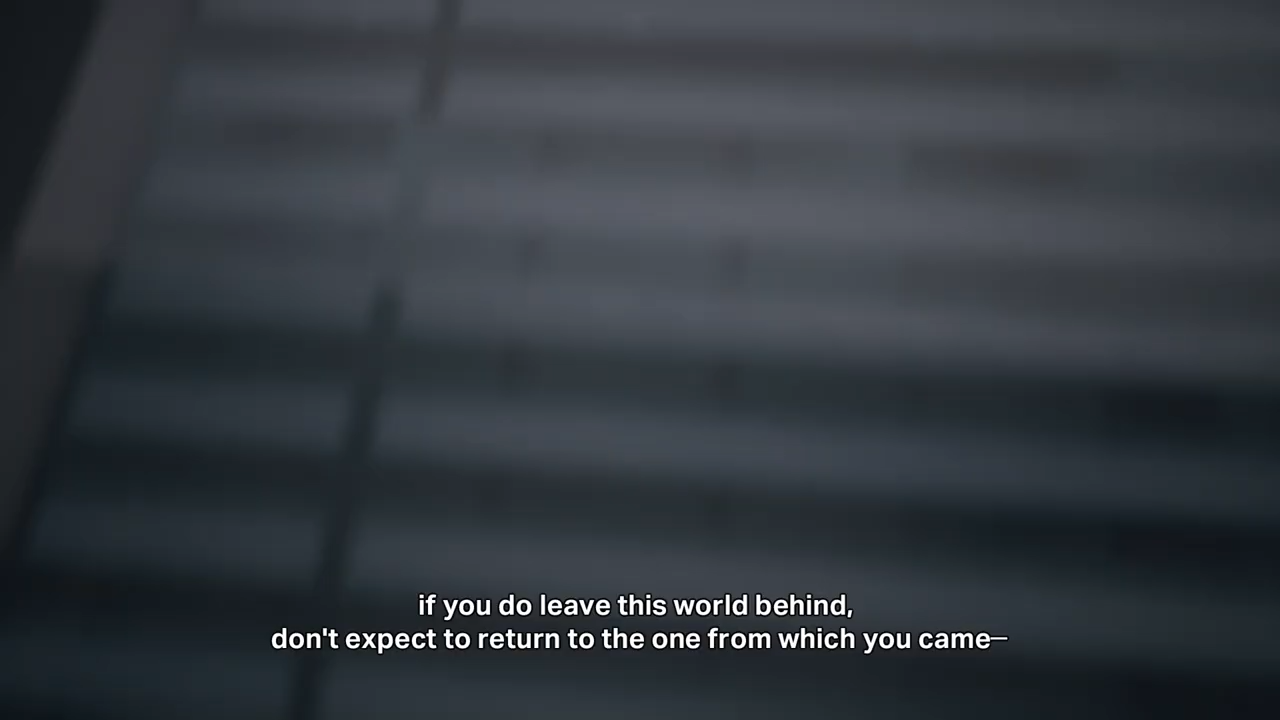 if you do leave this world behind,
don't expect to return to the one from which you came—